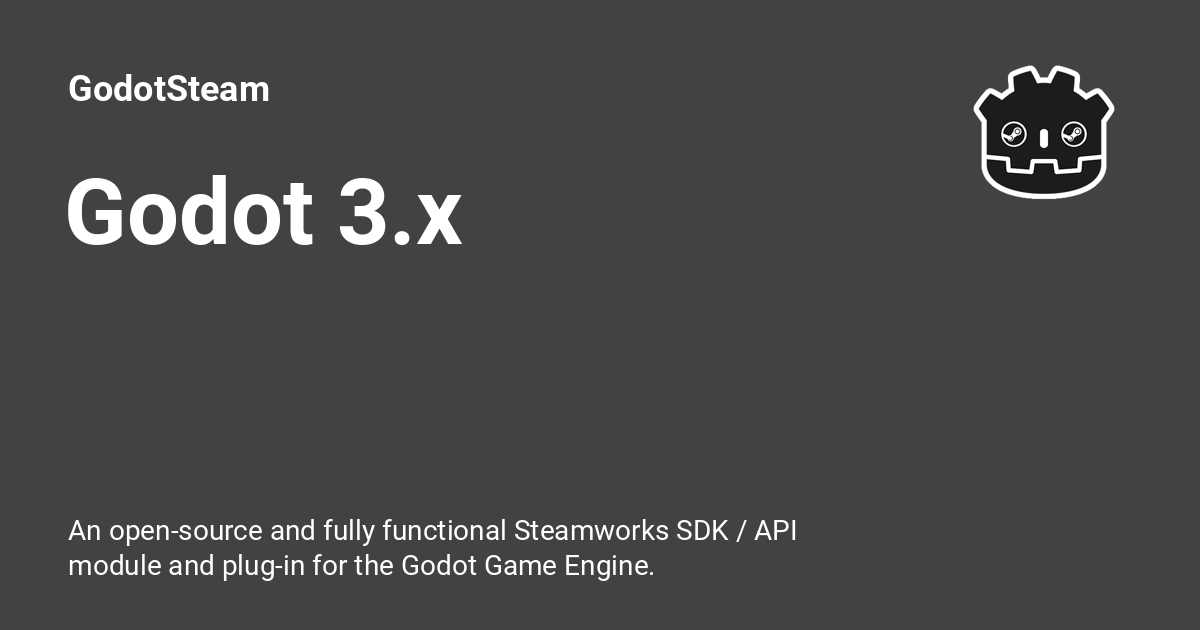 GodotSteam
Godot 3.x
An open-source and fully functional Steamworks SDK / API
module and plug-in for the Godot Game Engine.